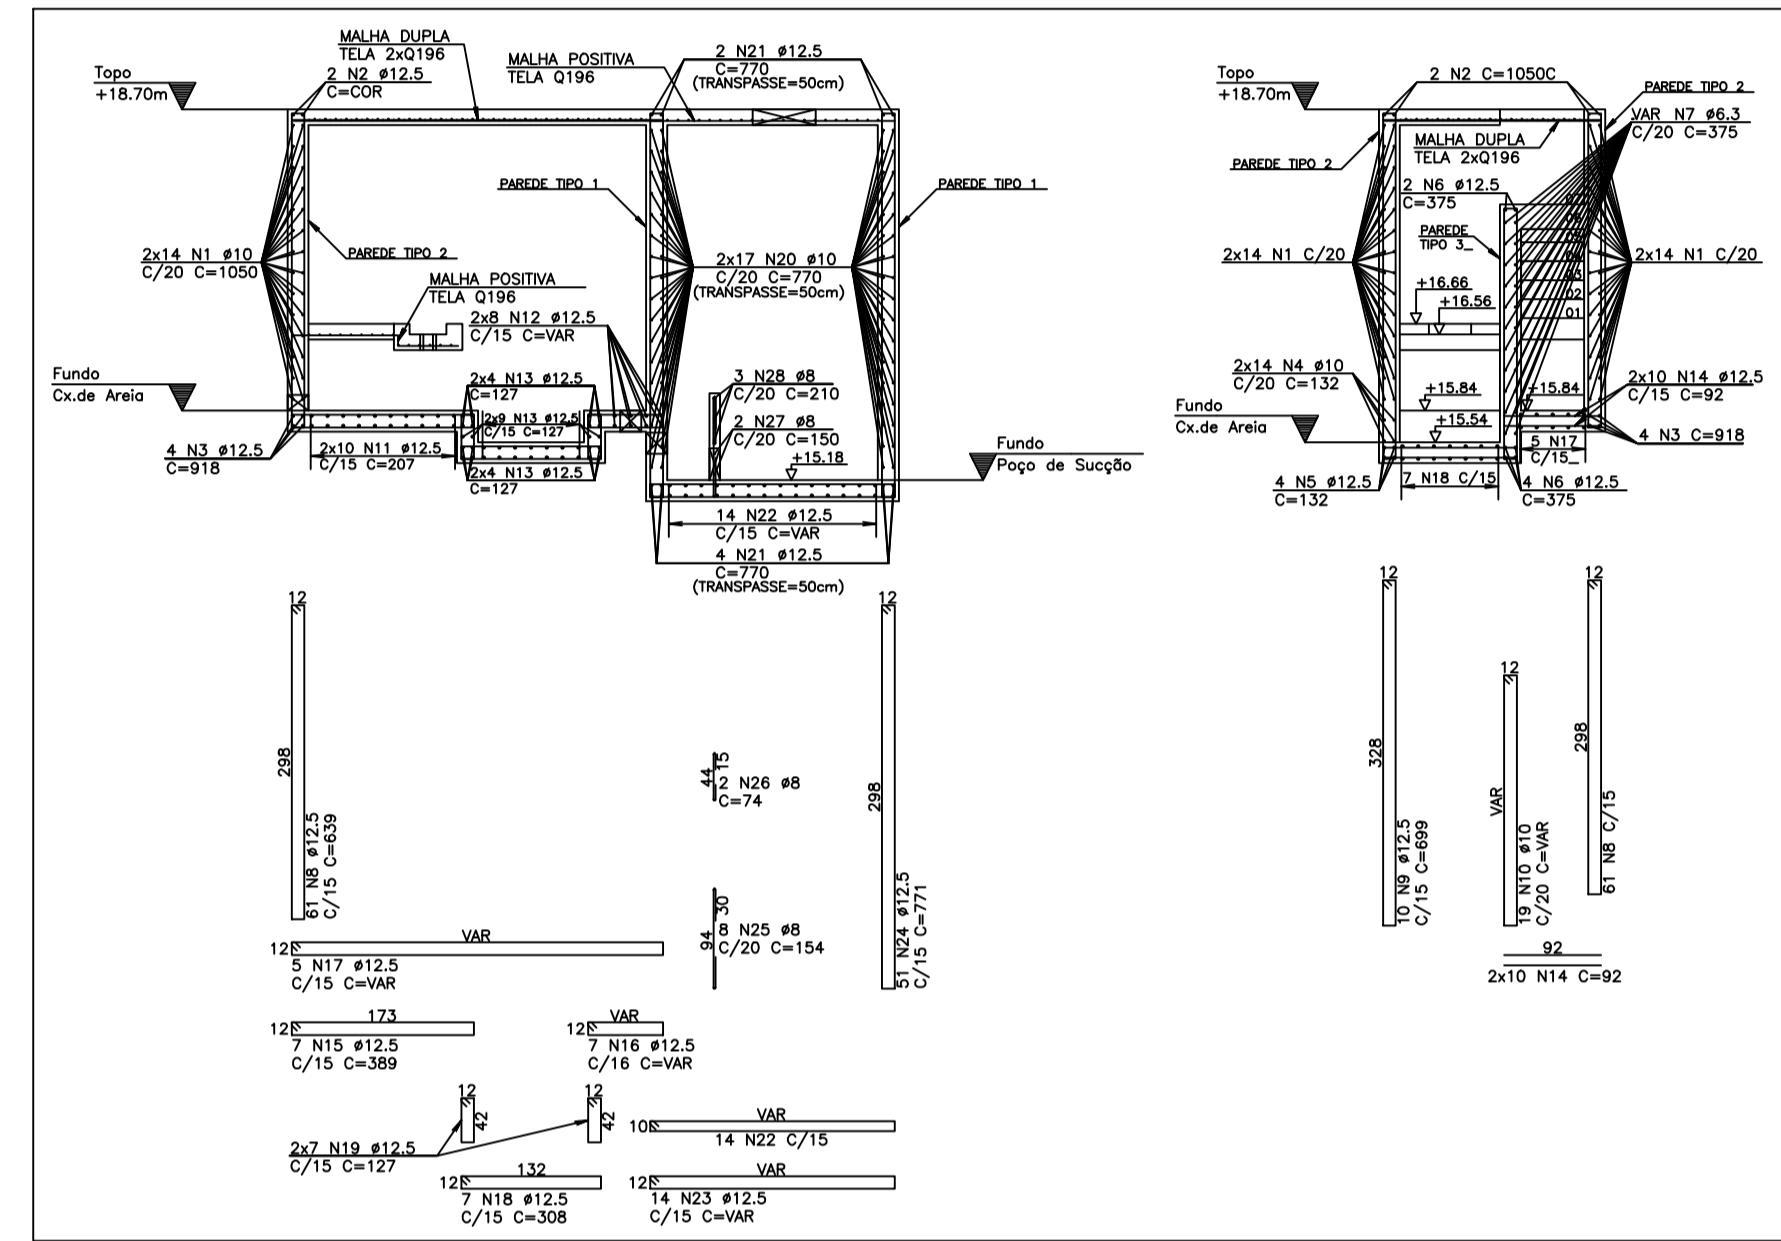 MALHA DUPLA
TELA 2xQ196
2 N2 ø12.5
C=COR
MALHA POSITIVA
TELA Q196
2 N21 ø12.5
C=770
(TRANSPASSE=50cm)
Topo
+18.70m
PAREDE TIPO 1
PAREDE TIPO 1
2x14 N1 ø10
C/20 C=1050
PAREDE TIPO 2
MALHA POSITIVA
TELA Q196
2x17 N20 ø10
C/20 C=770
(TRANSPASSE=50cm)
2x8 N12 ø12.5
C/15 C=VAR
Fundo
Cx.de Areia
2x4 N13 ø12.5
C=127
2x9 N13 ø12.5
C/15 C=127
3 N28 ø8
C/20 C=210
2 N27 ø8
C/20 C=150
+15.18
Fundo
Poço de Sucção
4 N3 ø12.5
C=918
2x10 N11 ø12.5
C/15 C=207
2x4 N13 ø12.5
C=127
14 N22 ø12.5
C/15 C=VAR
4 N21 ø12.5
C=770
(TRANSPASSE=50cm)
Topo
+18.70m
2 N2 C=1050C
PAREDE TIPO 2
VAR N7 ø6.3
C/20 C=375
MALHA DUPLA
TELA 2xQ196
PAREDE TIPO 2
2 N6 ø12.5
C=375
PAREDE
TIPO 3
2x14 N1 C/20
2x14 N1 C/20
06
04
03
02
01
+16.66
+16.56
2x14 N4 ø10
C/20 C=132
+15.84
+15.84
2x10 N14 ø12.5
C/15 C=92
Fundo
Cx.de Areia
+15.54
5 N17
C/15
4 N3 C=918
4 N5 ø12.5
C=132
7 N18 C/15
4 N6 ø12.5
C=375
12
298
61 N8 ø12.5
C/15 C=639
44
15
2 N26 ø8
C=74
94
30
8 N25 ø8
C/20 C=154
12
298
51 N24 ø12.5
C/15 C=771
12
328
10 N9 ø12.5
C/15 C=699
12
VAR
19 N10 ø10
C/20 C=VAR
12
298
61 N8 C/15
92
2x10 N14 C=92
12
VAR
5 N17 ø12.5
C/15 C=VAR
12
173
7 N15 ø12.5
C/15 C=389
12
VAR
7 N16 ø12.5
C/16 C=VAR
12
42
12
42
2x7 N19 ø12.5
C/15 C=127
10
VAR
14 N22 C/15
12
132
7 N18 ø12.5
C/15 C=308
12
VAR
14 N23 ø12.5
C/15 C=VAR